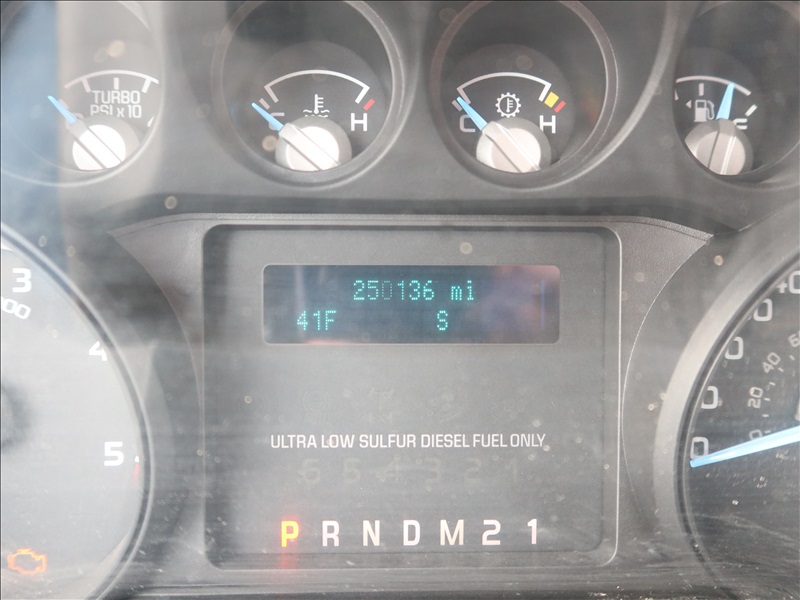 TURBO
PSI x 10
H
C
H
3
4
5
250136 mi
41F S
ULTRA LOW SULFUR DIESEL FUEL ONLY
6 5 4 3 2 1
P R N D M 2 1
20
40
0